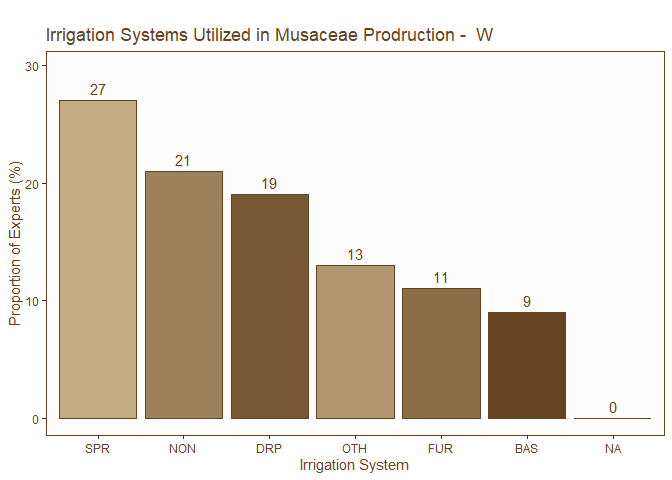 Irrigation Systems Utilized in Musaceae Prodruction -  W
Proportion of Experts (%)
30
20
10
0
27
21
19
13
11
9
0
SPR NON DRP OTH FUR BAS NA
Irrigation System